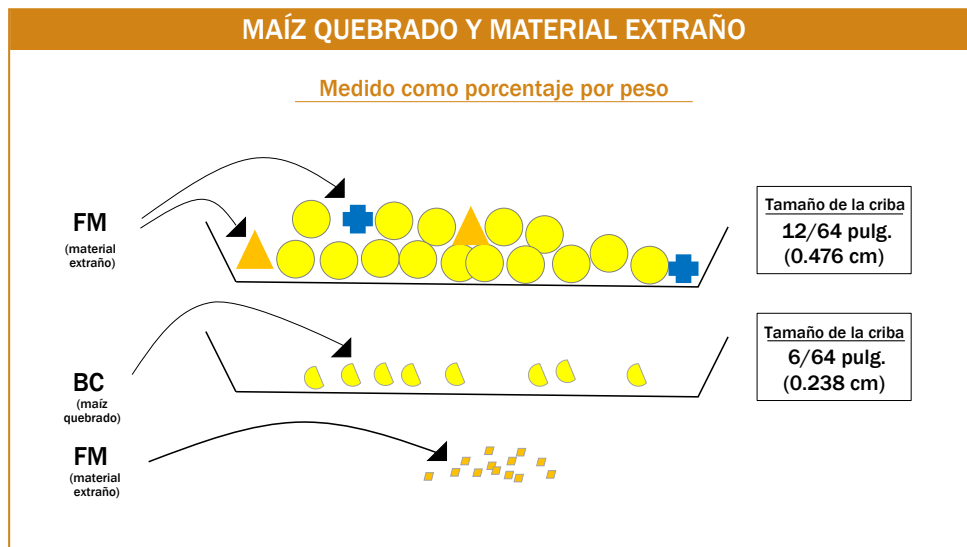 MAÍZ QUEBRADO Y MATERIAL EXTRAÑO
Medido como porcentaje por peso
FM
(material
extraño)
Tamaño de la criba
12/64 pulg.
(0.476 cm)
BC
(maíz
quebrado)
Tamaño de la criba
6/64 pulg.
(0.238 cm)
FM
(material
extraño)